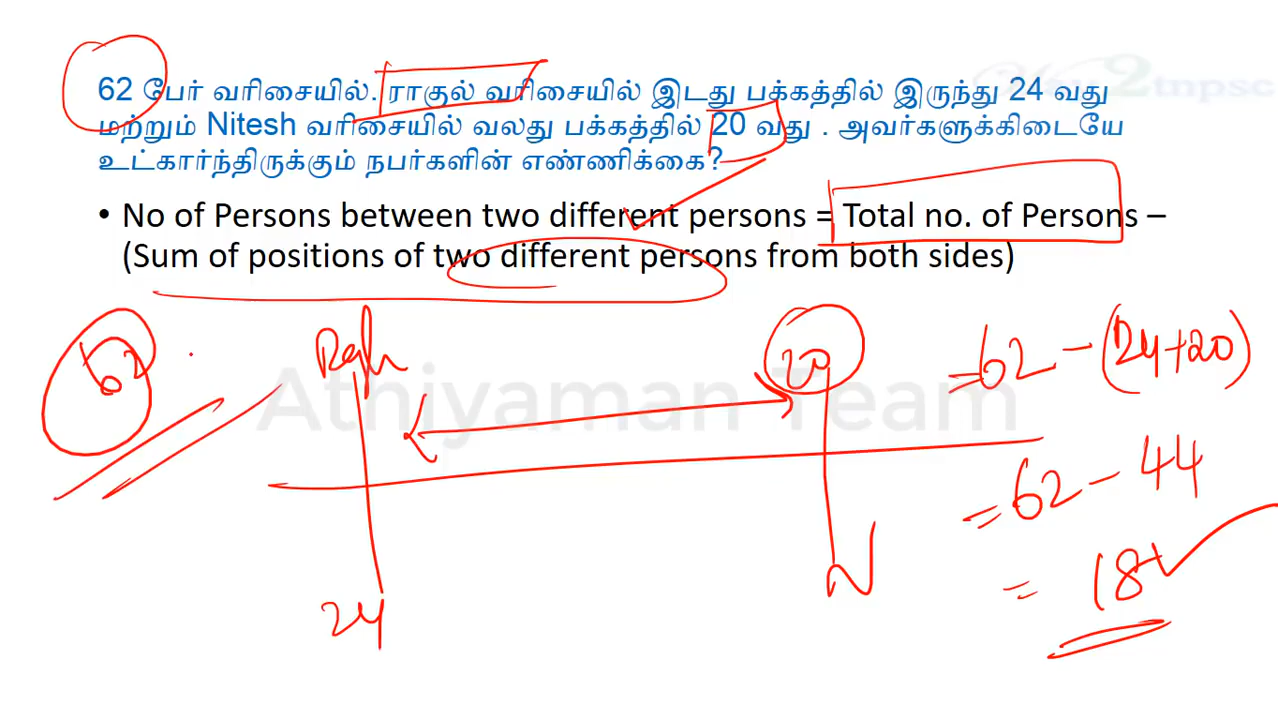 62 பேர் வரிசையில். ராகுல் வரிசையில் இடது பக்கத்தில் இருந்து 24 வது
மற்றும் Nitesh வரிசையில் வலது பக்கத்தில் 20 வது . அவர்களுக்கிடையே
உட்கார்ந்திருக்கும் நபர்களின் எண்ணிக்கை?
• No of Persons between two different persons = Total no. of Persons –
(Sum of positions of two different persons from both sides)
62
20
= 62 - (24+20)
Athiyaman Team
= 62 - 44
N
= 18
24
2tnpsc